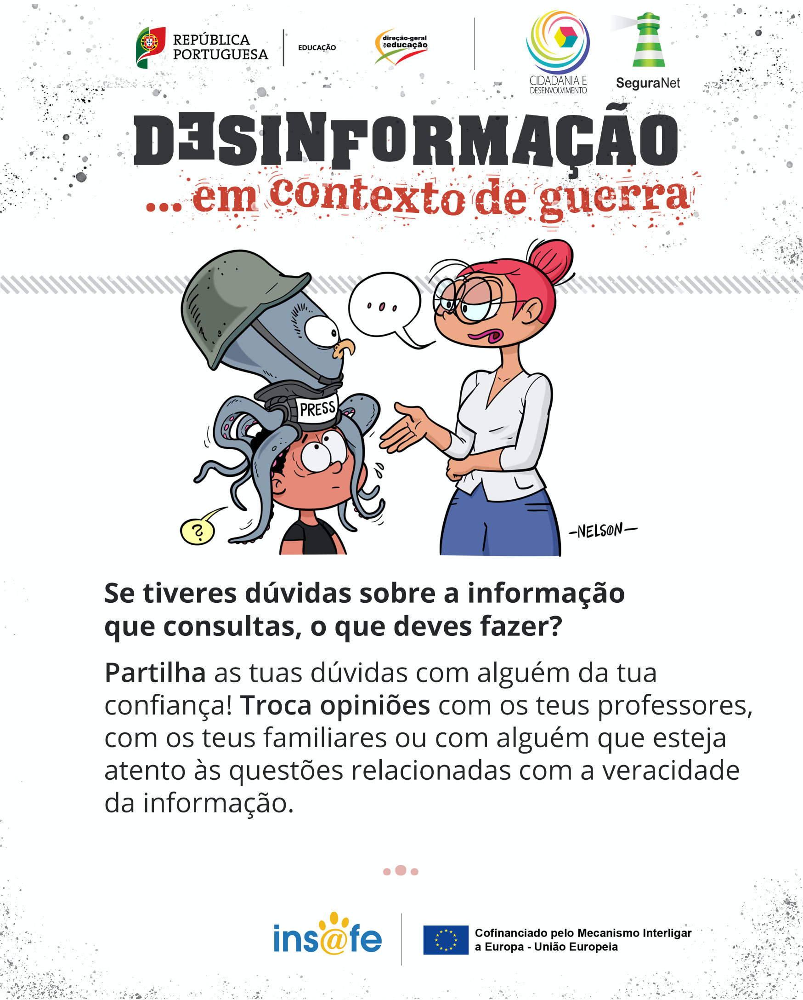 REPÚBLICA
PORTUGUESA
EDUCAÇÃO
direção-geral
da educação
CIDADANIA E
DESENVOLVIMENTO
SeguraNet
DESINFORMAÇÃO
... em contexto de guerra
...
PRESS
?
-NELSON-
Se tiveres dúvidas sobre a informação
que consultas, o que deves fazer?
Partilha as tuas dúvidas com alguém da tua
confiança! Troca opiniões com os teus professores,
com os teus familiares ou com alguém que esteja
atento às questões relacionadas com a veracidade
da informação.
ins@fe
Cofinanciado pelo Mecanismo Interligar
a Europa - União Europeia